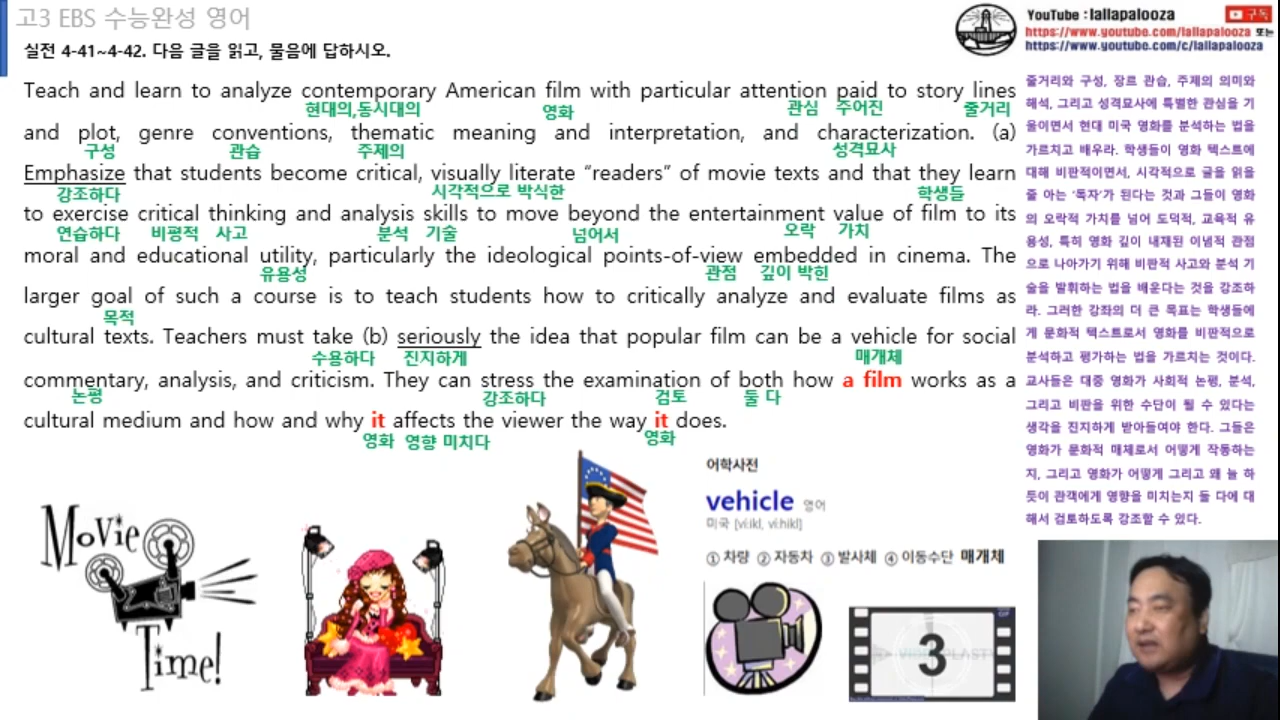 고3 EBS 수능완성 영어
YouTube : lallapalooza
구독
https://www.youtube.com/lallapalooza 또는
https://www.youtube.com/c/lallapalooza
실전 4-41~4-42. 다음 글을 읽고, 물음에 답하시오.
Teach and learn to analyze contemporary American film with particular attention paid to story lines
현대의,동시대의 영화 관심 주어진 줄거리
and plot, genre conventions, thematic meaning and interpretation, and characterization. (a)
구성 관습 주제의 성격묘사
Emphasize that students become critical, visually literate “readers” of movie texts and that they learn
강조하다 시각적으로 박식한 학생들
to exercise critical thinking and analysis skills to move beyond the entertainment value of film to its
연습하다 비평적 사고 분석 기술 넘어서 오락 가치
moral and educational utility, particularly the ideological points-of-view embedded in cinema. The
유용성 관점 깊이 박힌
larger goal of such a course is to teach students how to critically analyze and evaluate films as
목적
cultural texts. Teachers must take (b) seriously the idea that popular film can be a vehicle for social
수용하다 진지하게 매개체
commentary, analysis, and criticism. They can stress the examination of both how a film works as a
논평 강조하다 검토 둘 다
cultural medium and how and why it affects the viewer the way it does.
영화 영향 미치다 영화
줄거리와 구성, 장르 관습, 주제의 의미와
해석, 그리고 성격묘사에 특별한 관심을 기
울이면서 현대 미국 영화를 분석하는 법을
가르치고 배우라. 학생들이 영화 텍스트에
대해 비판적이면서, 시각적으로 글을 읽을
줄 아는 ‘독자’가 된다는 것과 그들이 영화
의 오락적 가치를 넘어 도덕적, 교육적 유
용성, 특히 영화 깊이 내재된 이념적 관점
으로 나아가기 위해 비판적 사고와 분석 기
술을 발휘하는 법을 배운다는 것을 강조하
라. 그러한 강좌의 더 큰 목표는 학생들에
게 문화적 텍스트로서 영화를 비판적으로
분석하고 평가하는 법을 가르치는 것이다.
교사들은 대중 영화가 사회적 논평, 분석,
그리고 비판을 위한 수단이 될 수 있다는
생각을 진지하게 받아들여야 한다. 그들은
영화가 문화적 매체로서 어떻게 작동하는
지, 그리고 영화가 어떻게 그리고 왜 늘 하
듯이 관객에게 영향을 미치는지 둘 다에 대
해서 검토하도록 강조할 수 있다.
Movie
Time!
어학사전
vehicle 영어
미국 [víːikl, víːhikl]
① 차량 ② 자동차 ③ 발사체 ④ 이동수단 매개체
3